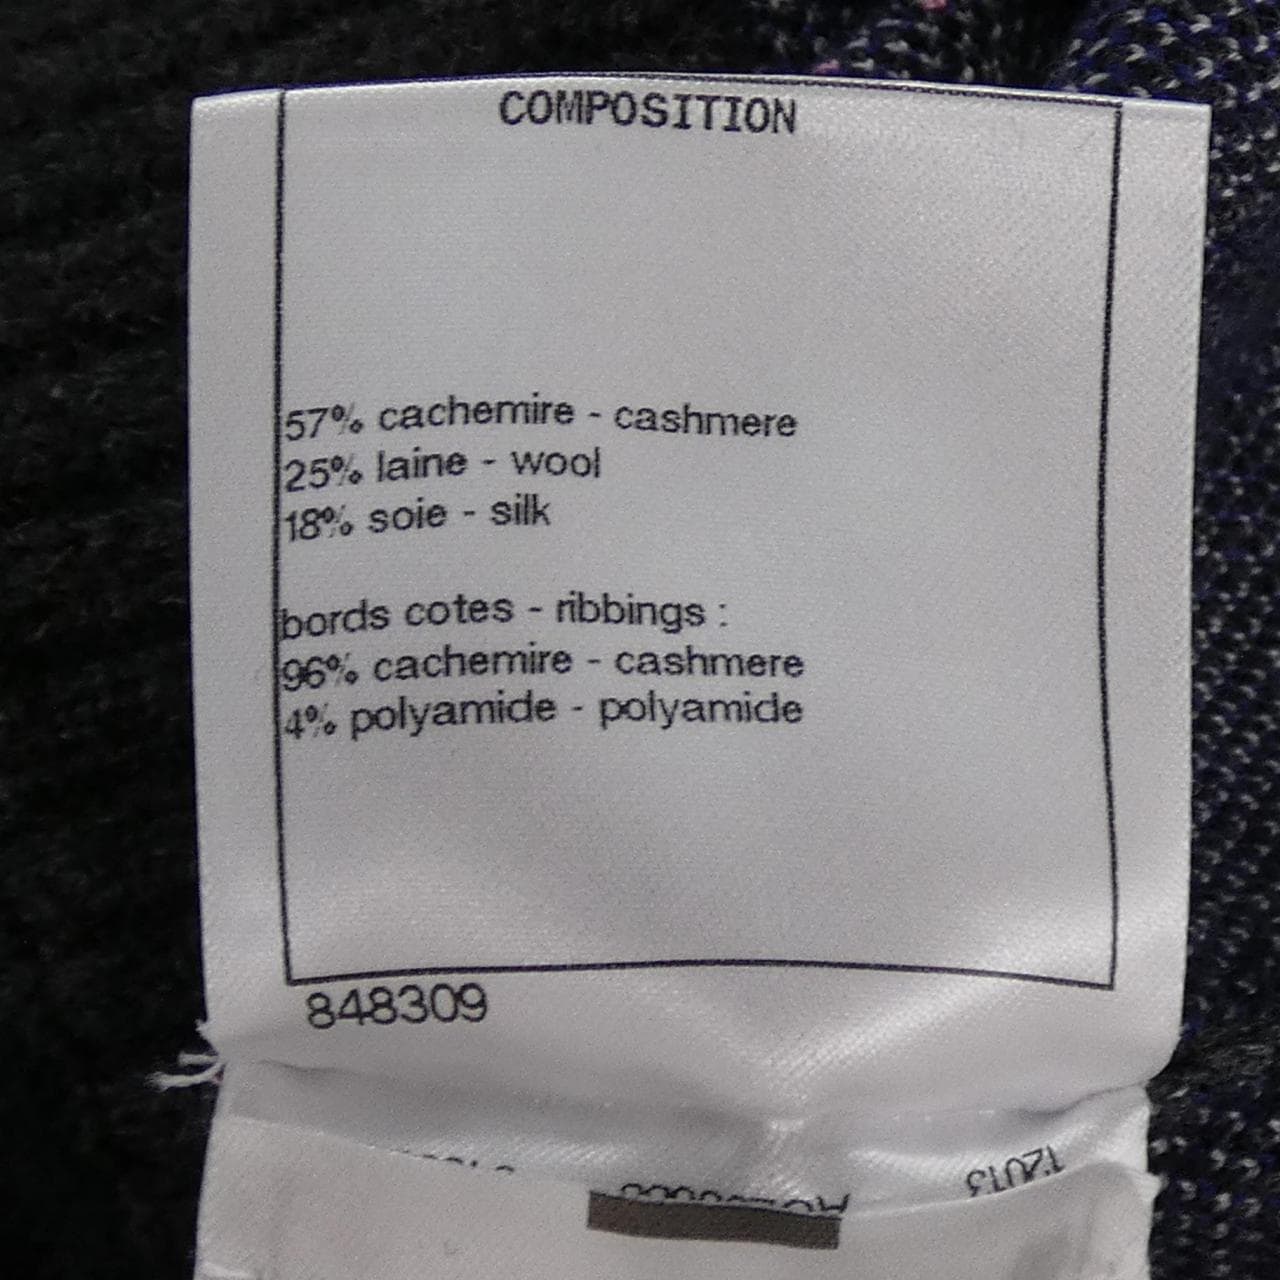 COMPOSITION
57% cachemire - cashmere
25% laine - wool
18% soie - silk
bords cotes - ribbings :
96% cachemire - cashmere
4% polyamide - polyamide
848309